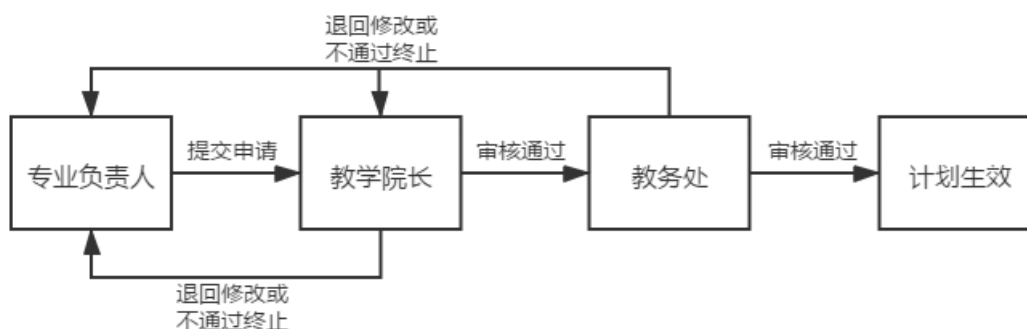 退回修改或
不通过终止
专业负责人
提交申请
教学院长
审核通过
教务处
审核通过
计划生效
退回修改或
不通过终止